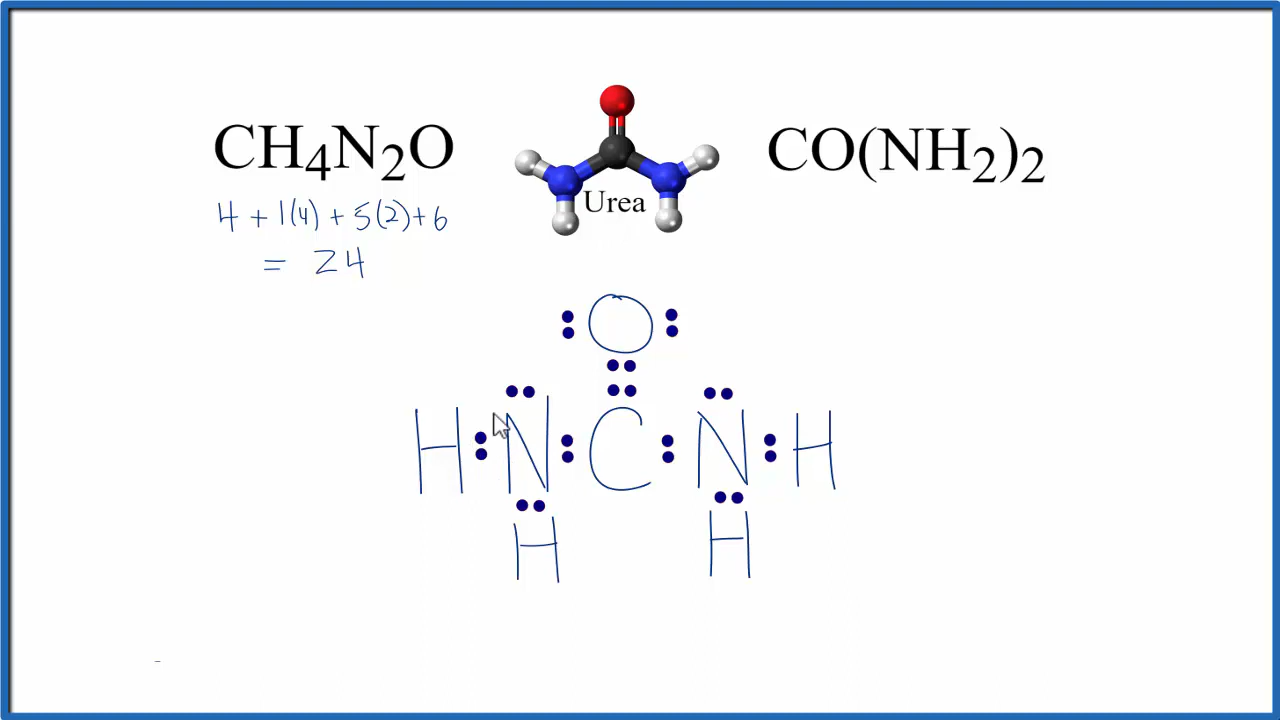 CH₄N₂O
CO(NH₂)₂
Urea
4 + 1(4) + 5(2) + 6
= 24
O
H N C N H
H H